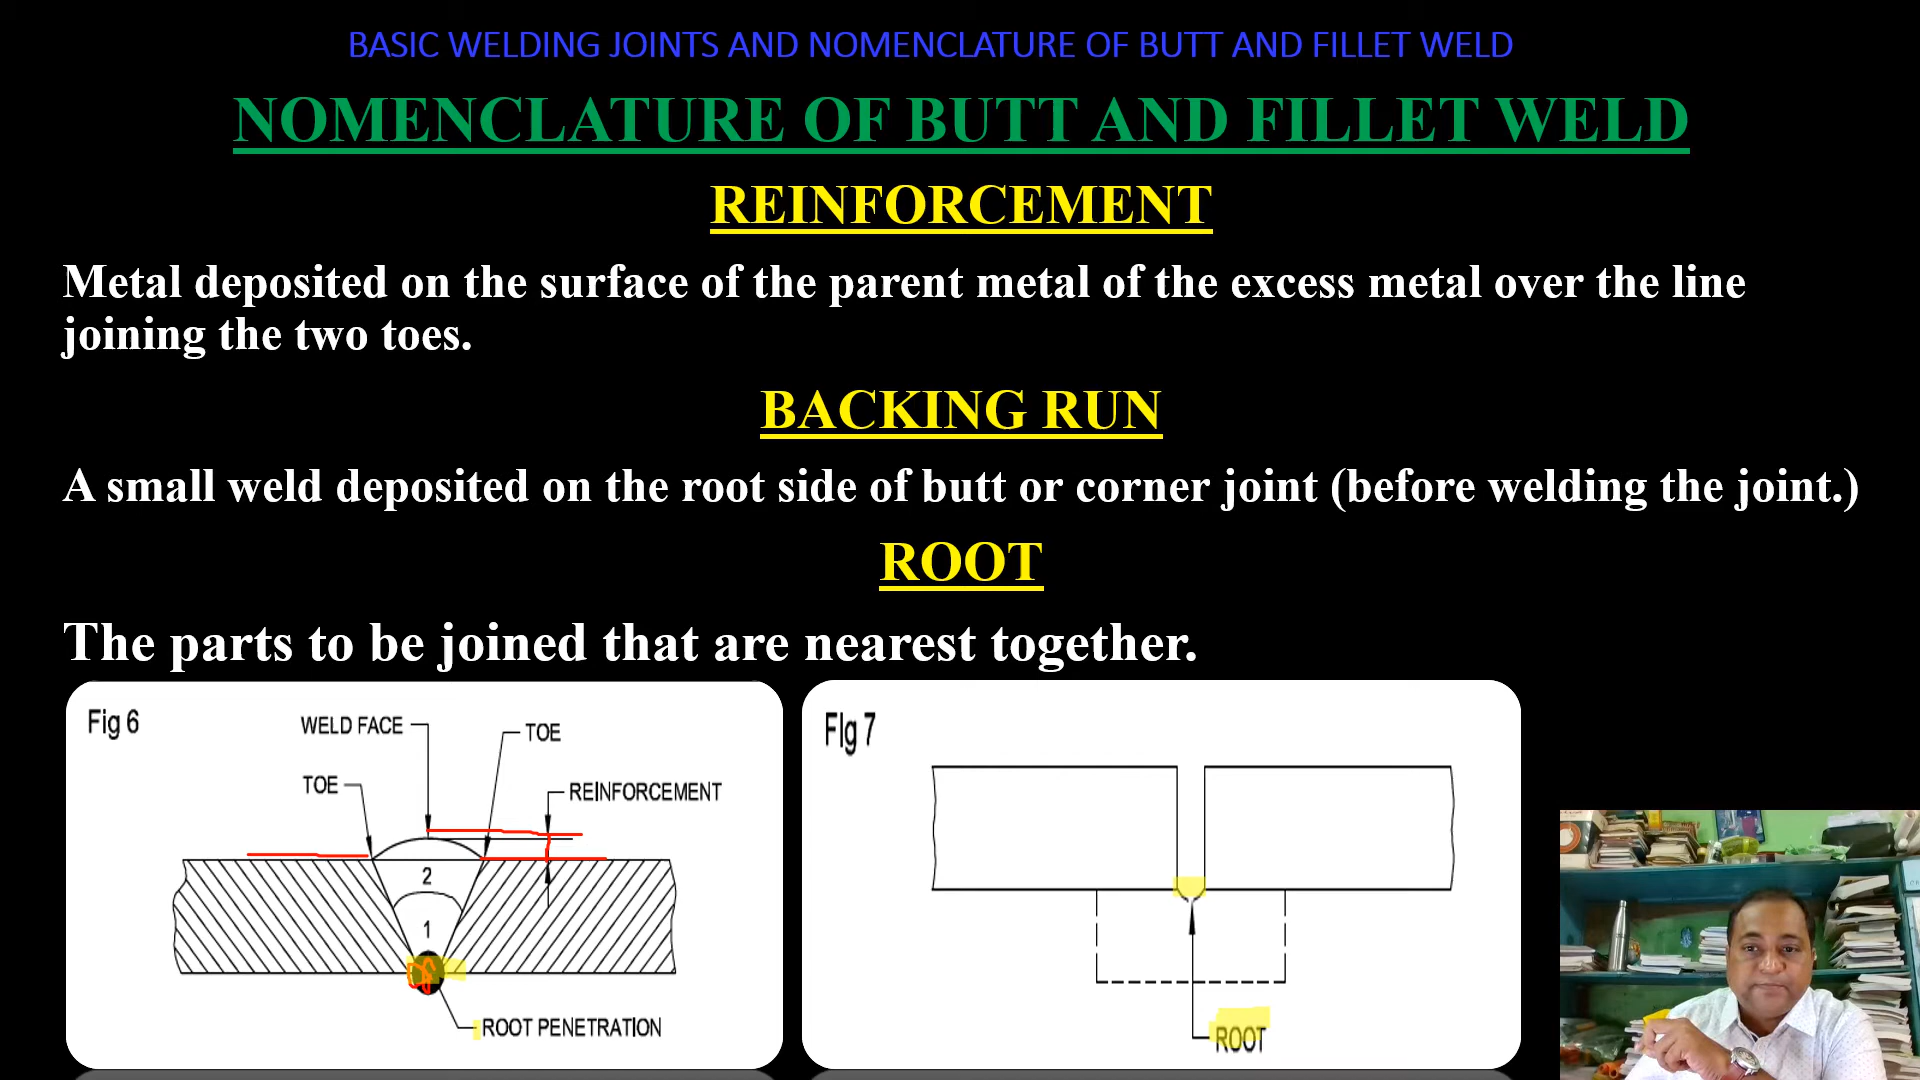 BASIC WELDING JOINTS AND NOMENCLATURE OF BUTT AND FILLET WELD
NOMENCLATURE OF BUTT AND FILLET WELD
REINFORCEMENT
Metal deposited on the surface of the parent metal of the excess metal over the line
joining the two toes.
BACKING RUN
A small weld deposited on the root side of butt or corner joint (before welding the joint.)
ROOT
The parts to be joined that are nearest together.
Fig 6
WELD FACE
TOE
TOE
REINFORCEMENT
2
1
ROOT PENETRATION
FIg 7
ROOT